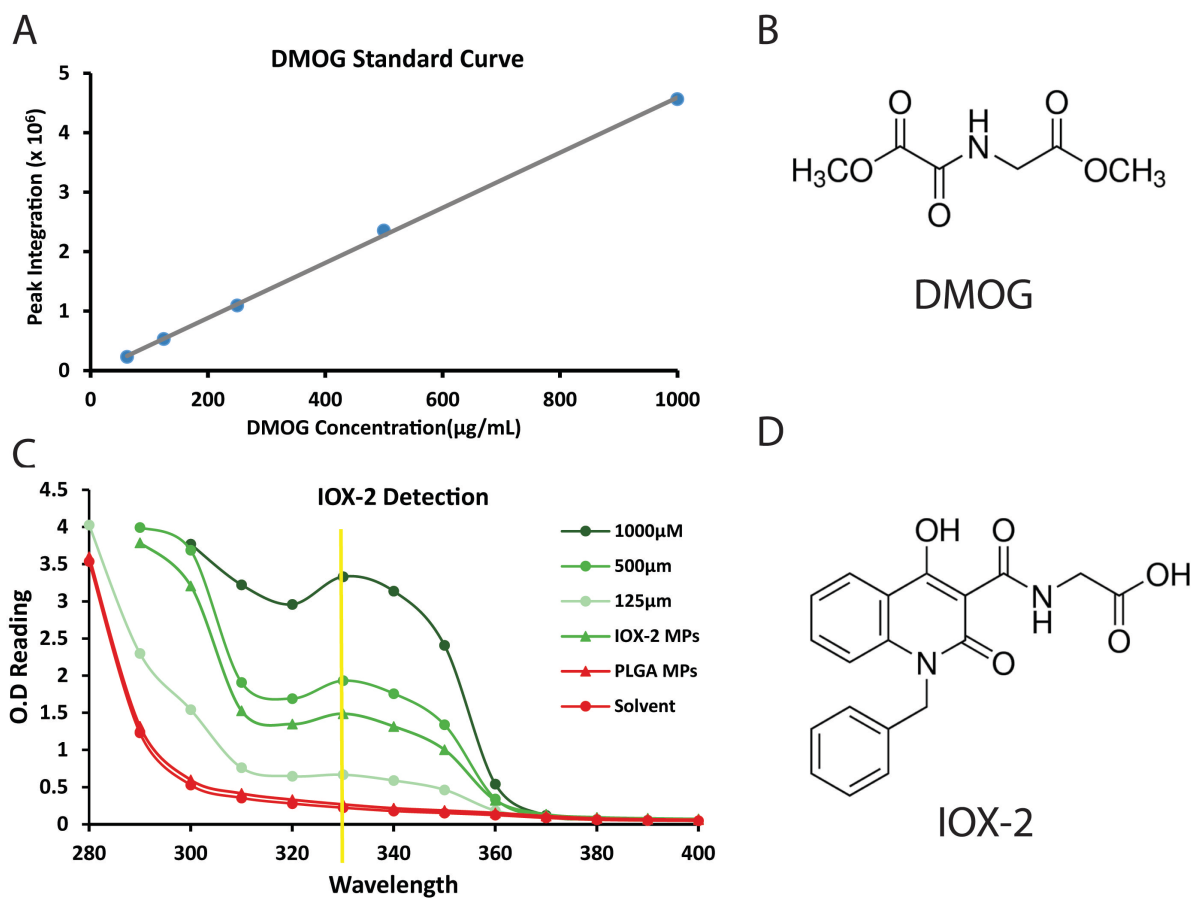 A
DMOG Standard Curve
Peak Integration (x 10⁶)
5
4
3
2
1
0
0 200 400 600 800 1000
DMOG Concentration(µg/mL)
B
O
H
N
O
H₃CO
O
OCH₃
DMOG
C
IOX-2 Detection
O.D Reading
4.5
4
3.5
3
2.5
2
1.5
1
0.5
0
280 300 320 340 360 380 400
Wavelength
1000µM
500µm
125µm
IOX-2 MPs
PLGA MPs
Solvent
D
OH
O
N
H
O
OH
N
O
IOX-2